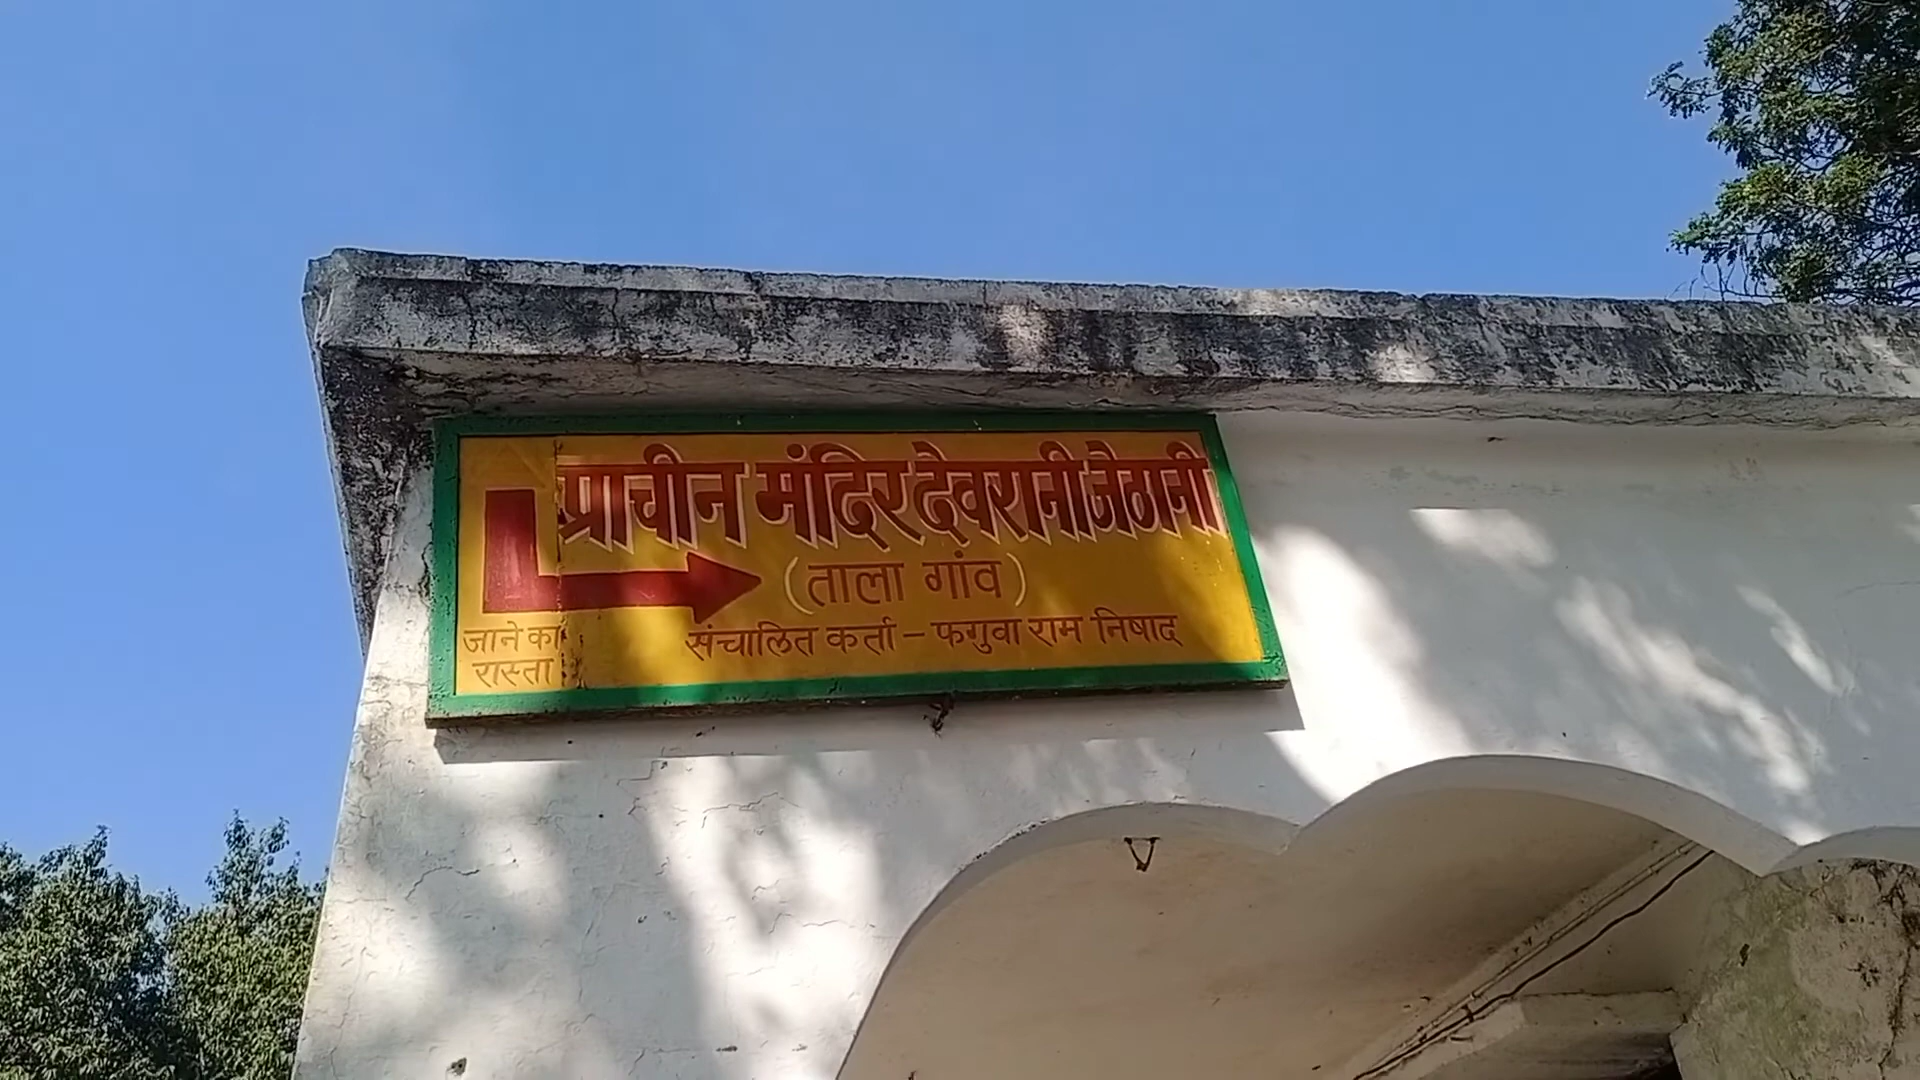 प्राचीन मंदिर देवरानी जेठानी
(ताला गांव)
जाने का
रास्ता
संचालित कर्ता – फगुवा राम निषाद